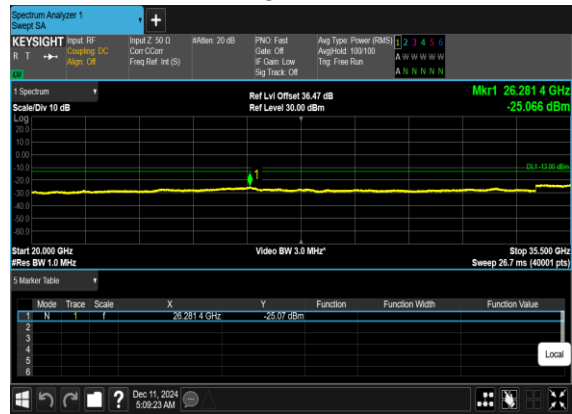 Spectrum Analyzer 1
Swept SA
+
KEYSIGHT
R T
Input: RF
Coupling: DC
Align: Off
Input Z: 50 Ω
Corr CCorr
Freq Ref: Int (S)
#Atten: 20 dB
PNO: Fast
Gate: Off
IF Gain: Low
Sig Track: Off
Avg Type: Power (RMS)
Avg|Hold: 100/100
Trig: Free Run
1 2 3 4 5 6
A W W W W W
A N N N N N
1 Spectrum
Scale/Div 10 dB
Ref Lvl Offset 36.47 dB
Ref Level 30.00 dBm
Mkr1 26.281 4 GHz
-25.066 dBm
Log
20.0
10.0
0.00
-10.0
-20.0
-30.0
-40.0
-50.0
-60.0
1
DL1 -13.00 dBm
Start 20.000 GHz
#Res BW 1.0 MHz
Video BW 3.0 MHz*
Stop 35.500 GHz
Sweep 26.7 ms (40001 pts)
5 Marker Table
Mode Trace Scale X Y Function Function Width Function Value
1 N 1 f 26.281 4 GHz -25.07 dBm
2
3
4
5
6
Local
?
Dec 11, 2024
5:09:23 AM